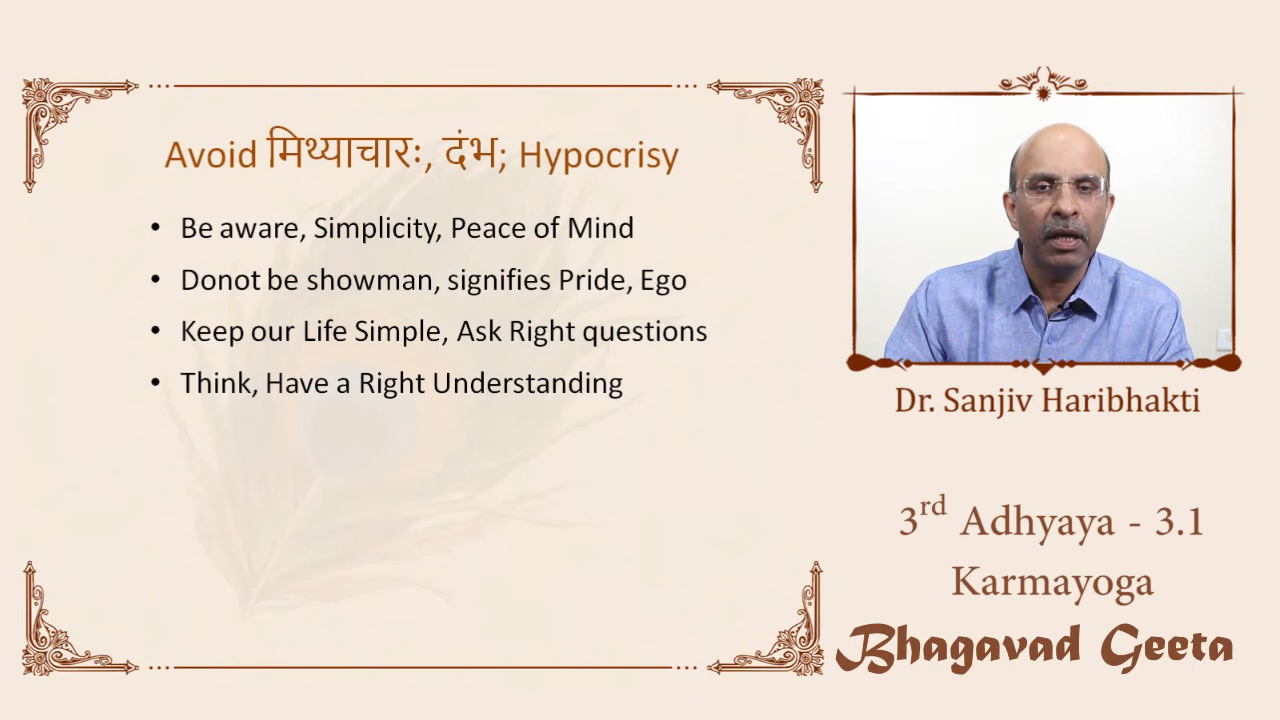 Avoid मिथ्याचारः, दंभ; Hypocrisy
• Be aware, Simplicity, Peace of Mind
• Donot be showman, signifies Pride, Ego
• Keep our Life Simple, Ask Right questions
• Think, Have a Right Understanding
Dr. Sanjiv Haribhakti
3rd Adhyaya - 3.1
Karmayoga
Bhagavad Geeta